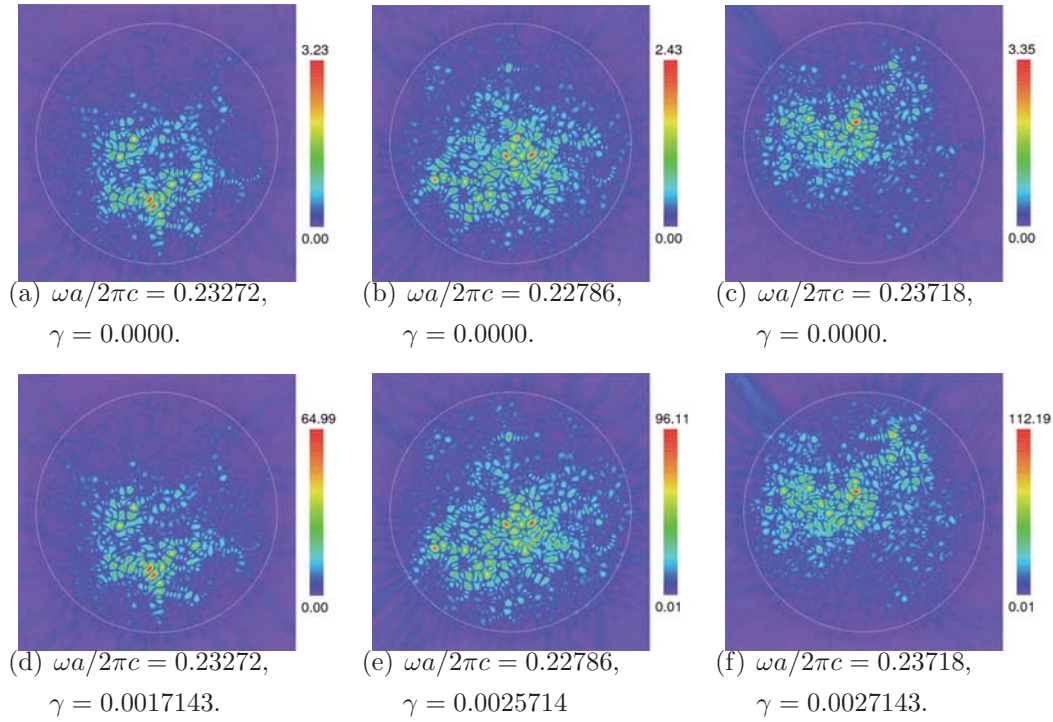 3.23
0.00
2.43
0.00
3.35
0.00
(a) ωa/2πc = 0.23272,
γ = 0.0000.
(b) ωa/2πc = 0.22786,
γ = 0.0000.
(c) ωa/2πc = 0.23718,
γ = 0.0000.
64.99
0.00
96.11
0.01
112.19
0.01
(d) ωa/2πc = 0.23272,
γ = 0.0017143.
(e) ωa/2πc = 0.22786,
γ = 0.0025714
(f) ωa/2πc = 0.23718,
γ = 0.0027143.